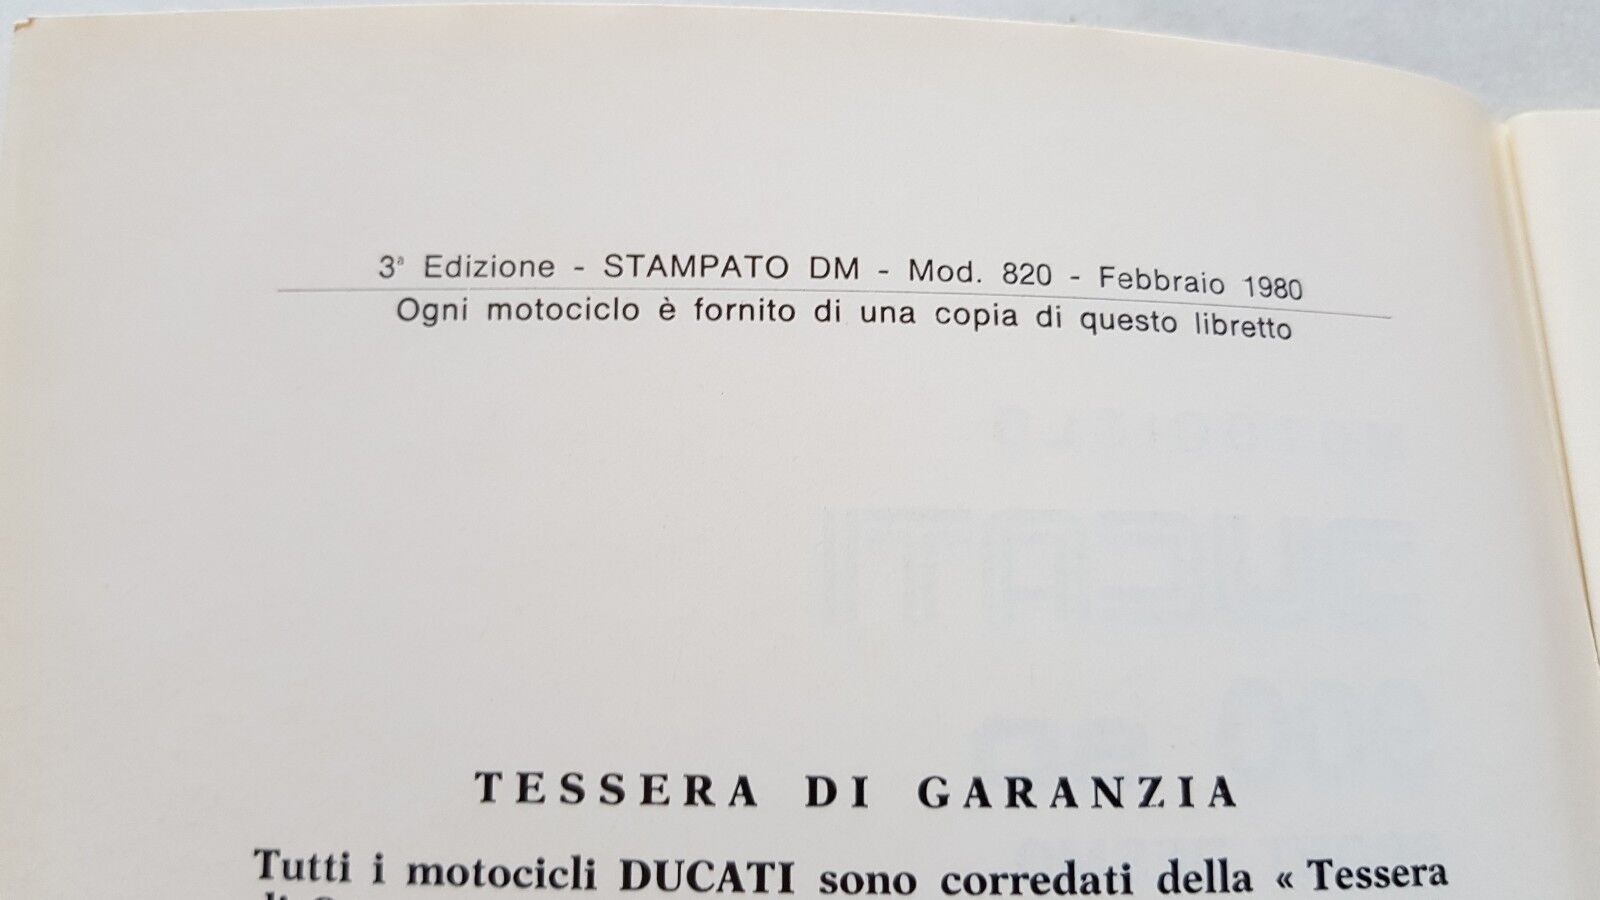 3ª Edizione - STAMPATO DM - Mod. 820 - Febbraio 1980
Ogni motociclo è fornito di una copia di questo libretto
TESSERA DI GARANZIA
Tutti i motocicli DUCATI sono corredati della « Tessera